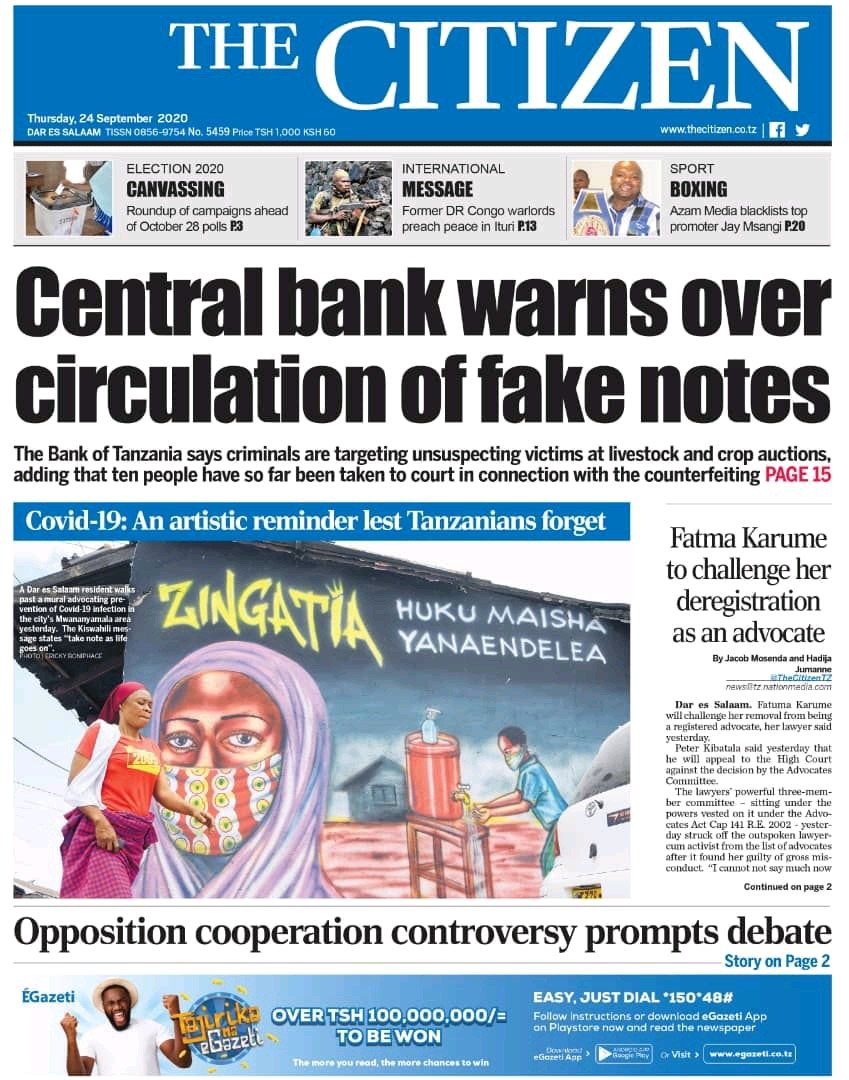 THE CITIZEN
Thursday, 24 September 2020
DAR ES SALAAM TISSN 0856-9754 No. 5459 Price TSH 1,000 KSH 60
www.thecitizen.co.tz
ELECTION 2020
CANVASSING
Roundup of campaigns ahead
of October 28 polls P.3
INTERNATIONAL
MESSAGE
Former DR Congo warlords
preach peace in Ituri P.13
SPORT
BOXING
Azam Media blacklists top
promoter Jay Msangi P.20
Central bank warns over
circulation of fake notes
The Bank of Tanzania says criminals are targeting unsuspecting victims at livestock and crop auctions,
adding that ten people have so far been taken to court in connection with the counterfeiting PAGE 15
Covid-19: An artistic reminder lest Tanzanians forget
A Dar es Salaam resident walks
past a mural advocating pre-
vention of Covid-19 infection in
the city's Mwananyamala area
yesterday. The Kiswahili mes-
sage states "take note as life
goes on".
PHOTO | ERICKY BONIPHACE
ZINGATIA
HUKU MAISHA
YANAENDELEA
Fatma Karume
to challenge her
deregistration
as an advocate
By Jacob Mosenda and Hadija
Jumanne
@TheCitizenTZ
news@tz.nationmedia.com
Dar es Salaam. Fatuma Karume
will challenge her removal from being
a registered advocate, her lawyer said
yesterday.
Peter Kibatala said yesterday that
he will appeal to the High Court
against the decision by the Advocates
Committee.
The lawyers' powerful three-mem-
ber committee – sitting under the
powers vested on it under the Advo-
cates Act Cap 141 R.E. 2002 - yester-
day struck off the outspoken lawyer-
cum activist from the list of advocates
after it found her guilty of gross mis-
conduct. "I cannot not say much now
Continued on page 2
Opposition cooperation controversy prompts debate
Story on Page 2
ÉGazeti
Tajirika
na
eGazeti
OVER TSH 100,000,000/=
TO BE WON
The more you read, the more chances to win
EASY, JUST DIAL *150*48#
Follow instructions or download eGazeti App
on Playstore now and read the newspaper
Download
eGazeti App
ANDROID APP
Google Play
Or Visit
www.egazeti.co.tz